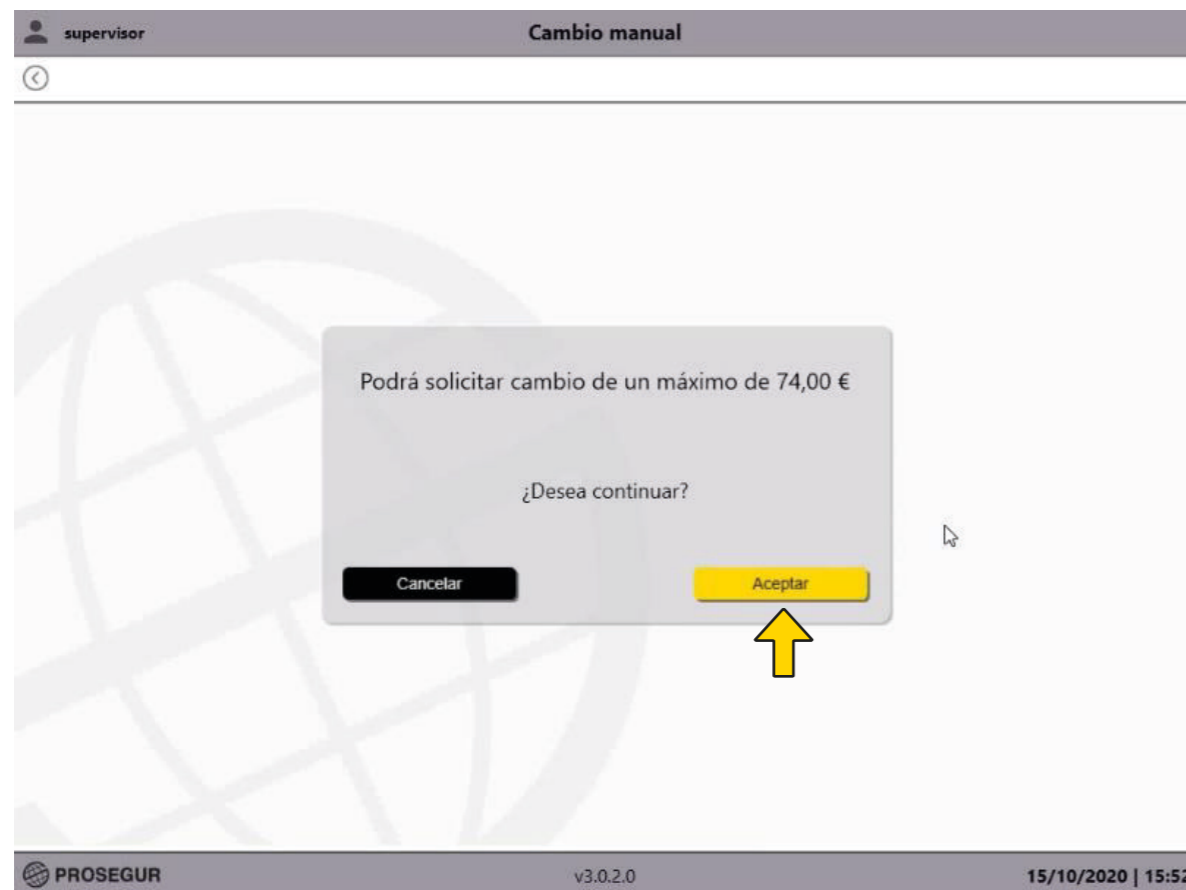 supervisor
Cambio manual
Podrá solicitar cambio de un máximo de 74,00 €
¿Desea continuar?
Cancelar
Aceptar
PROSEGUR
v3.0.2.0
15/10/2020 | 15:52